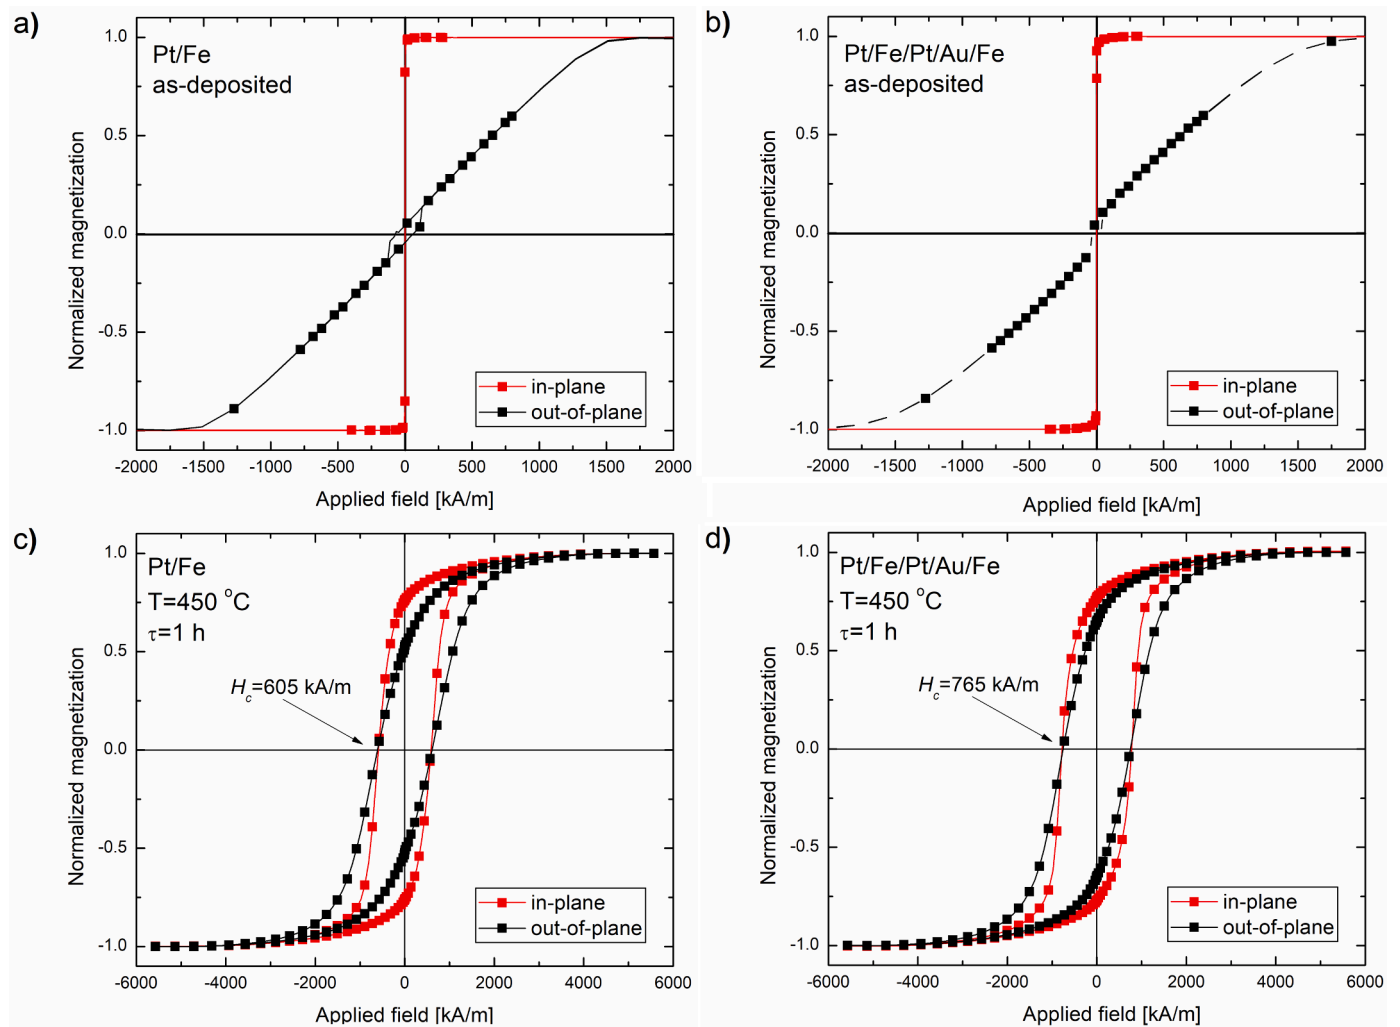 a)
Pt/Fe
as-deposited
Normalized magnetization
1.0
0.5
0.0
-0.5
-1.0
in-plane
out-of-plane
-2000 -1500 -1000 -500 0 500 1000 1500 2000
Applied field [kA/m]
b)
Pt/Fe/Pt/Au/Fe
as-deposited
Normalized magnetization
1.0
0.5
0.0
-0.5
-1.0
in-plane
out-of-plane
-2000 -1500 -1000 -500 0 500 1000 1500 2000
Applied field [kA/m]
c)
Pt/Fe
T=450 °C
τ=1 h
Hc=605 kA/m
Normalized magnetization
1.0
0.5
0.0
-0.5
-1.0
in-plane
out-of-plane
-6000 -4000 -2000 0 2000 4000 6000
Applied field [kA/m]
d)
Pt/Fe/Pt/Au/Fe
T=450 °C
τ=1 h
Hc=765 kA/m
Normalized magnetization
1.0
0.5
0.0
-0.5
-1.0
in-plane
out-of-plane
-6000 -4000 -2000 0 2000 4000 6000
Applied field [kA/m]